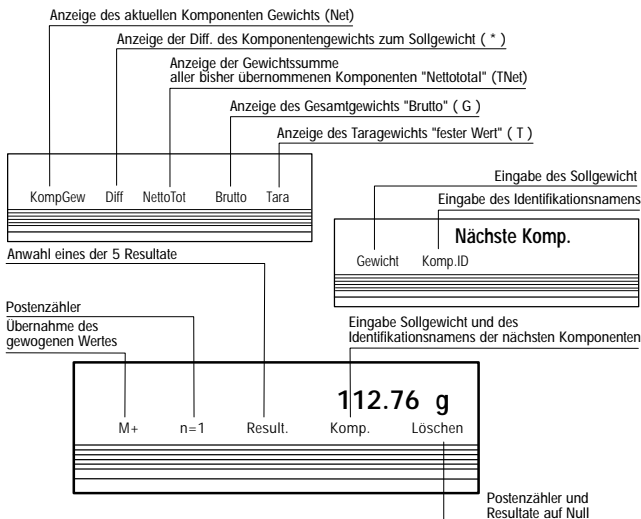 Anzeige des aktuellen Komponenten Gewichts (Net)
Anzeige der Diff. des Komponentengewichts zum Sollgewicht ( * )
Anzeige der Gewichtssumme
aller bisher übernommenen Komponenten "Nettototal" (TNet)
Anzeige des Gesamtgewichts "Brutto" ( G )
Anzeige des Taragewichts "fester Wert" ( T )
KompGew Diff NettoTot Brutto Tara
Eingabe des Sollgewicht
Eingabe des Identifikationsnamens
Nächste Komp.
Gewicht Komp.ID
Anwahl eines der 5 Resultate
Postenzähler
Übernahme des
gewogenen Wertes
Eingabe Sollgewicht und des
Identifikationsnamens der nächsten Komponenten
112.76 g
M+ n=1 Result. Komp. Löschen
Postenzähler und
Resultate auf Null